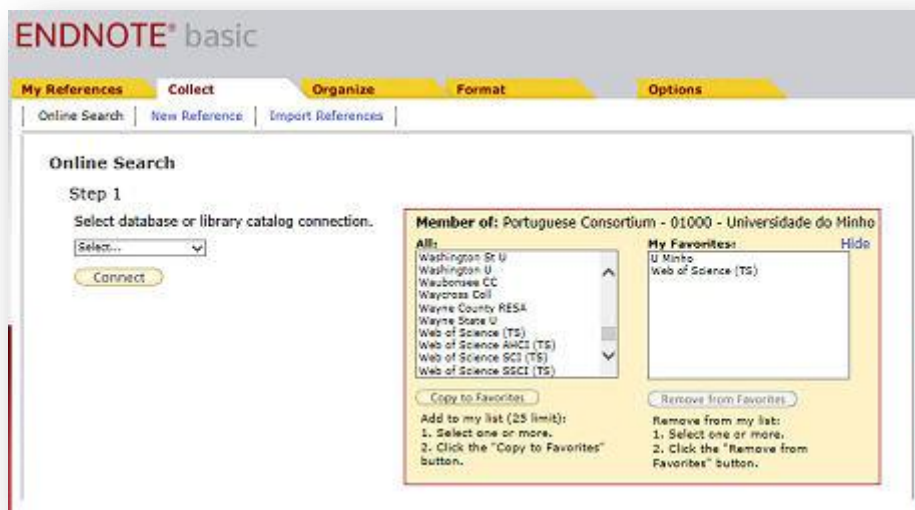 ENDNOTE® basic
My References Collect Organize Format Options
Online Search New Reference Import References
Online Search
Step 1
Select database or library catalog connection.
Select...
Connect
Member of: Portuguese Consortium - 01000 - Universidade do Minho
All:
Washington St U
Washington U
Waubonsee CC
Waycross Coll
Wayne County RESA
Wayne State U
Web of Science (TS)
Web of Science AHCI (TS)
Web of Science SCI (TS)
Web of Science SSCI (TS)
Copy to Favorites
Add to my list (25 limit):
1. Select one or more.
2. Click the "Copy to Favorites"
button.
My Favorites: Hide
U Minho
Web of Science (TS)
Remove from Favorites
Remove from my list:
1. Select one or more.
2. Click the "Remove from
Favorites" button.